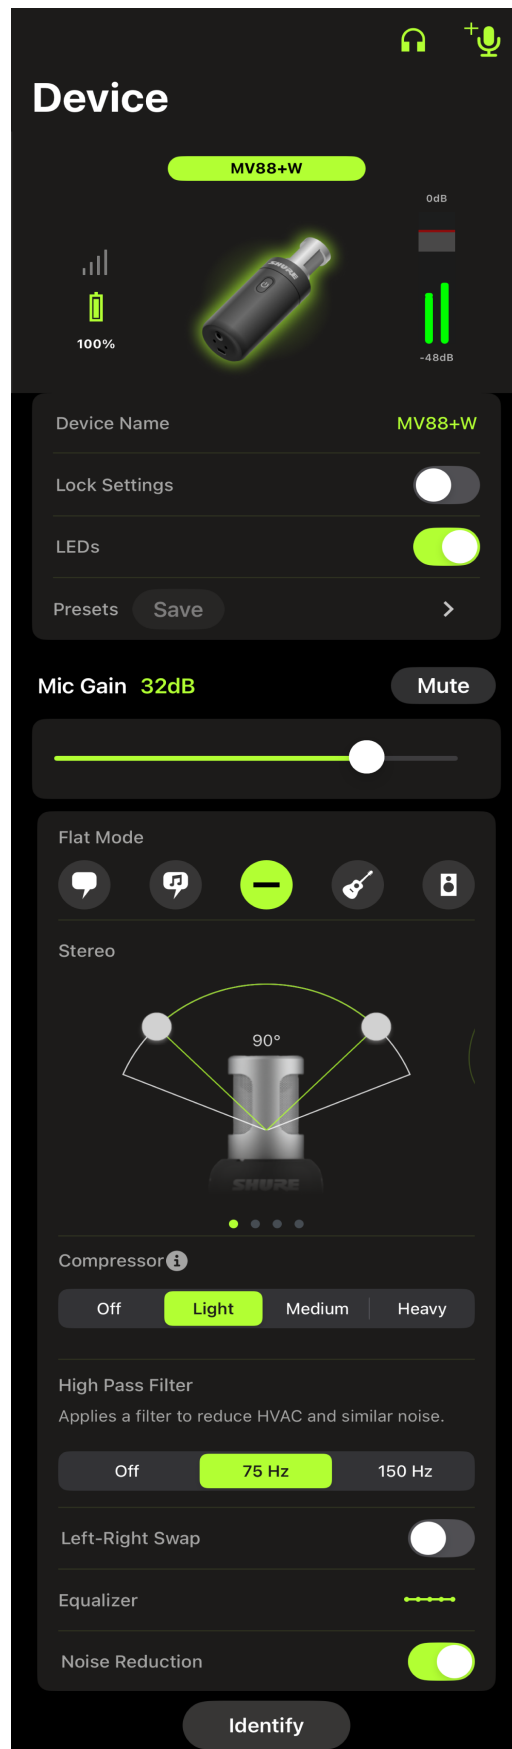 Device
MV88+W
0dB
SHURE
100%
-48dB
Device Name MV88+W
Lock Settings
LEDs
Presets Save
Mic Gain 32dB Mute
Flat Mode
Stereo
90°
SHURE
Compressor
Off Light Medium Heavy
High Pass Filter
Applies a filter to reduce HVAC and similar noise.
Off 75 Hz 150 Hz
Left-Right Swap
Equalizer
Noise Reduction
Identify